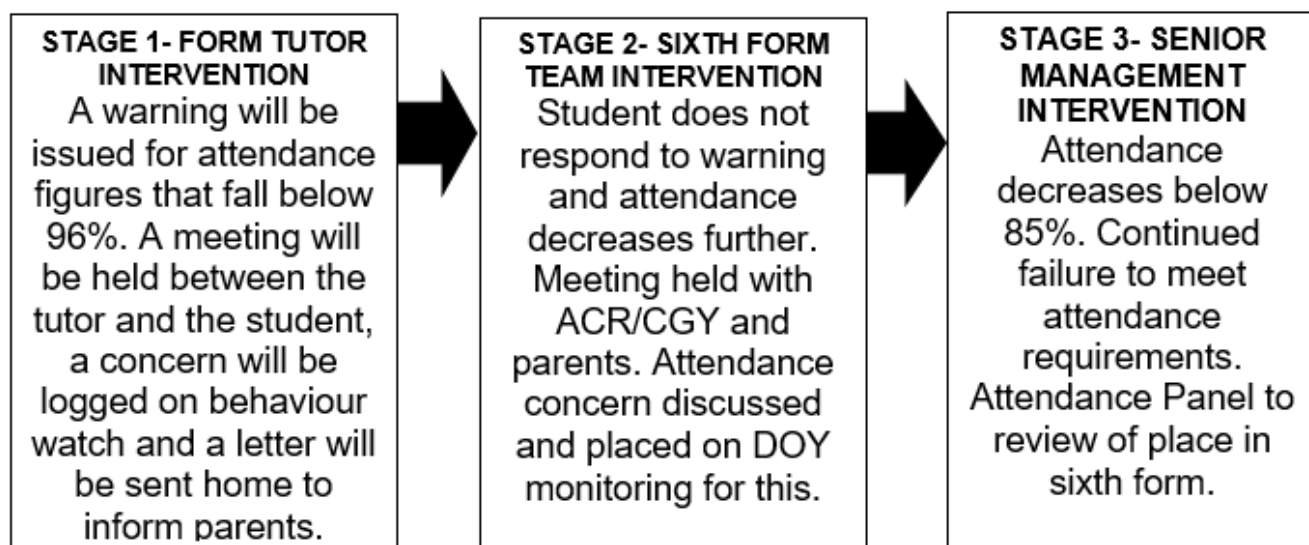 STAGE 1- FORM TUTOR
INTERVENTION
A warning will be
issued for attendance
figures that fall below
96%. A meeting will
be held between the
tutor and the student,
a concern will be
logged on behaviour
watch and a letter will
be sent home to
inform parents.
STAGE 2- SIXTH FORM
TEAM INTERVENTION
Student does not
respond to warning
and attendance
decreases further.
Meeting held with
ACR/CGY and
parents. Attendance
concern discussed
and placed on DOY
monitoring for this.
STAGE 3- SENIOR
MANAGEMENT
INTERVENTION
Attendance
decreases below
85%. Continued
failure to meet
attendance
requirements.
Attendance Panel to
review of place in
sixth form.